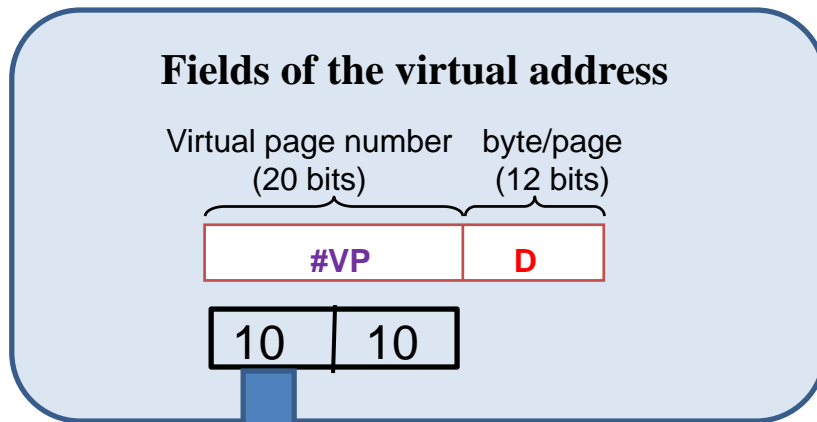 Fields of the virtual address
Virtual page number byte/page
(20 bits) (12 bits)
#VP D
10 10